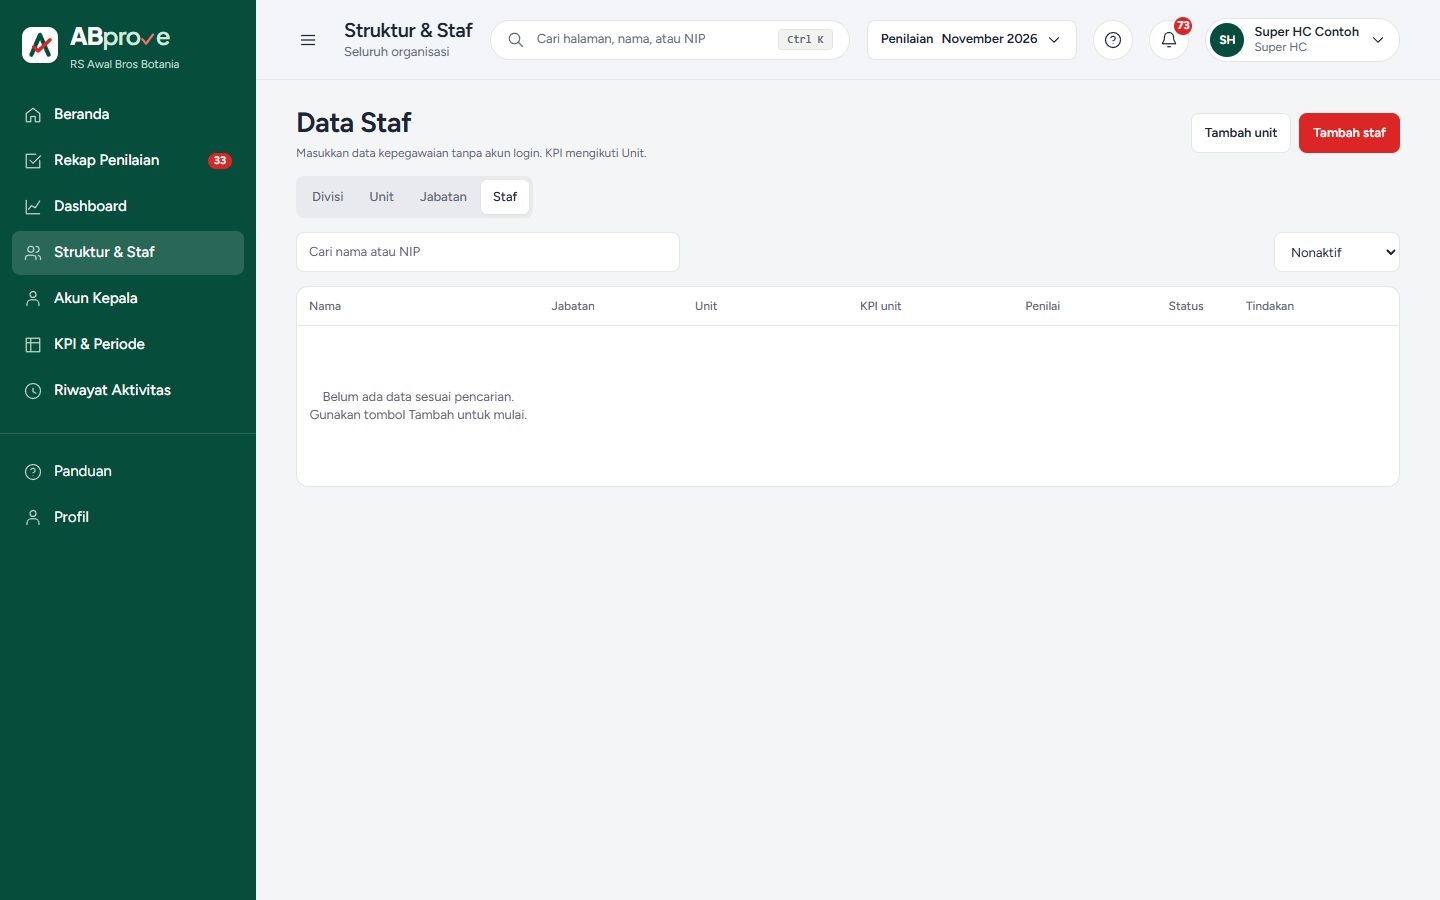 ABprove
RS Awal Bros Botania
Beranda
Rekap Penilaian 33
Dashboard
Struktur & Staf
Akun Kepala
KPI & Periode
Riwayat Aktivitas
Panduan
Profil
Struktur & Staf
Seluruh organisasi
Cari halaman, nama, atau NIP Ctrl K
Penilaian November 2026
73
SH
Super HC Contoh
Super HC
Data Staf
Masukkan data kepegawaian tanpa akun login. KPI mengikuti Unit.
Tambah unit
Tambah staf
Divisi Unit Jabatan Staf
Cari nama atau NIP
Nonaktif
Nama Jabatan Unit KPI unit Penilai Status Tindakan
Belum ada data sesuai pencarian.
Gunakan tombol Tambah untuk mulai.